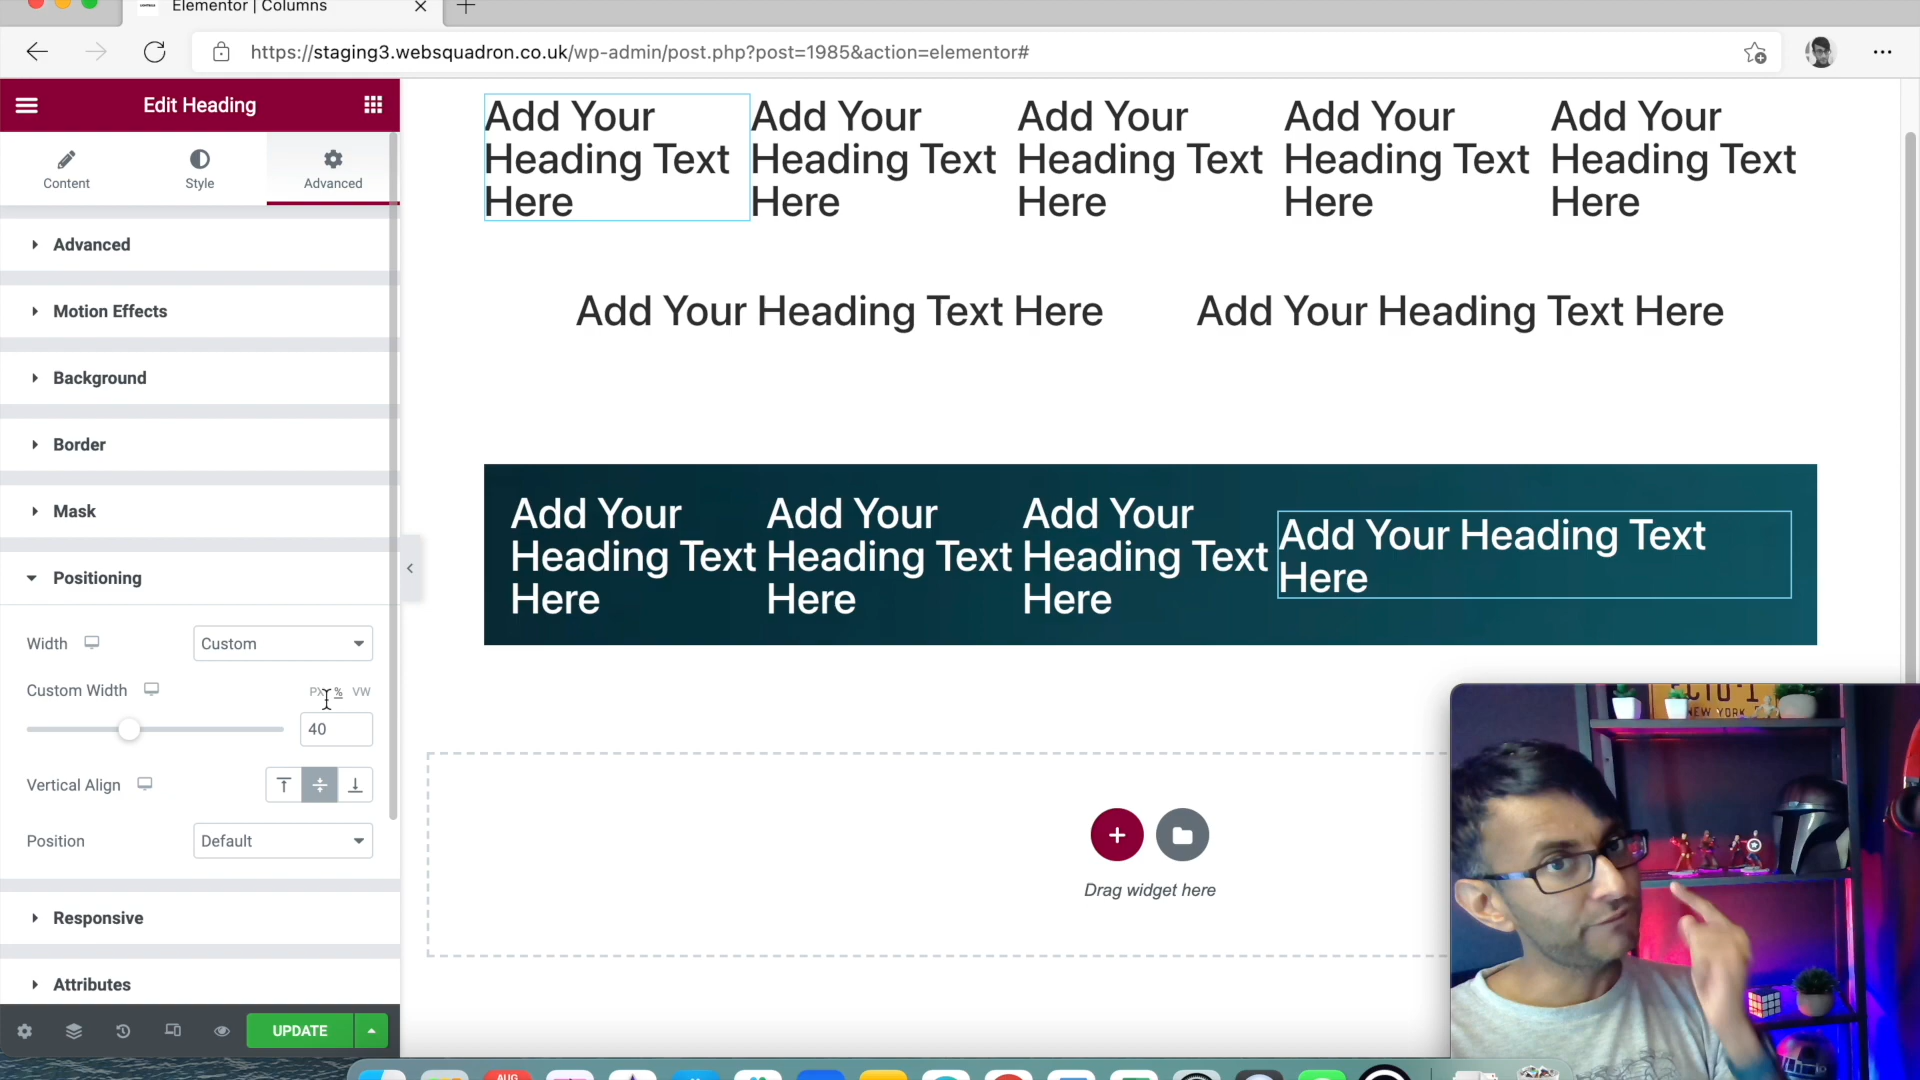 Elementor | Columns
https://staging3.websquadron.co.uk/wp-admin/post.php?post=1985&action=elementor#
Edit Heading
Content
Style
Advanced
Advanced
Motion Effects
Background
Border
Mask
Positioning
Width
Custom
Custom Width
PX % VW
40
Vertical Align
Position
Default
Responsive
Attributes
UPDATE
Add Your
Heading Text
Here
Add Your
Heading Text
Here
Add Your
Heading Text
Here
Add Your
Heading Text
Here
Add Your
Heading Text
Here
Add Your Heading Text Here
Add Your Heading Text Here
Add Your
Heading Text
Here
Add Your
Heading Text
Here
Add Your
Heading Text
Here
Add Your Heading Text
Here
Drag widget here
ECTO-1
NEW YORK
AUG